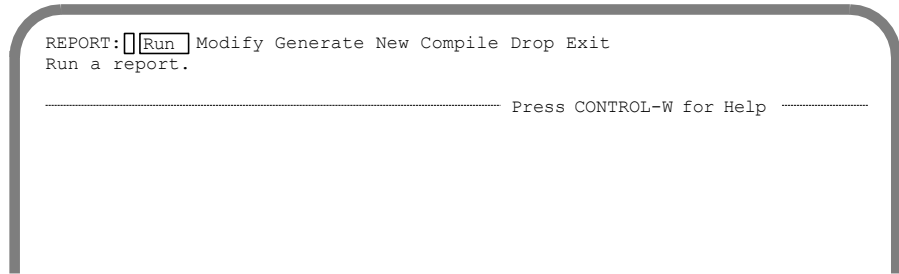 REPORT: Run Modify Generate New Compile Drop Exit
Run a report.
Press CONTROL-W for Help